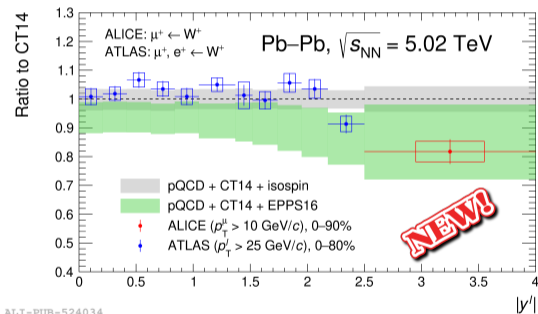 Ratio to CT14
1.3
1.2
1.1
1
0.9
0.8
0.7
0.6
0.5
0.4
ALICE: μ⁺ ← W⁺
ATLAS: μ⁺, e⁺ ← W⁺
Pb–Pb, √sNN = 5.02 TeV
pQCD + CT14 + isospin
pQCD + CT14 + EPPS16
ALICE (p_T^μ > 10 GeV/c), 0–90%
ATLAS (p_T^l > 25 GeV/c), 0–80%
NEW!
0 0.5 1 1.5 2 2.5 3 3.5 4
|y^l|
ALI-PUB-524034